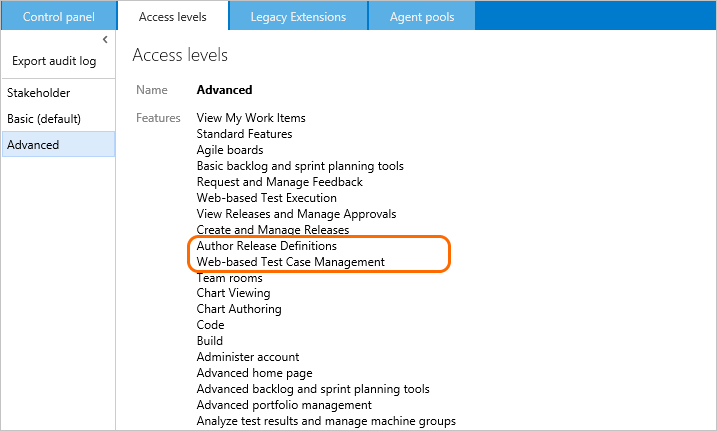 Control panel
Access levels
Legacy Extensions
Agent pools
Export audit log
Stakeholder
Basic (default)
Advanced
Access levels
Name Advanced
Features View My Work Items
Standard Features
Agile boards
Basic backlog and sprint planning tools
Request and Manage Feedback
Web-based Test Execution
View Releases and Manage Approvals
Create and Manage Releases
Author Release Definitions
Web-based Test Case Management
Team rooms
Chart Viewing
Chart Authoring
Code
Build
Administer account
Advanced home page
Advanced backlog and sprint planning tools
Advanced portfolio management
Analyze test results and manage machine groups